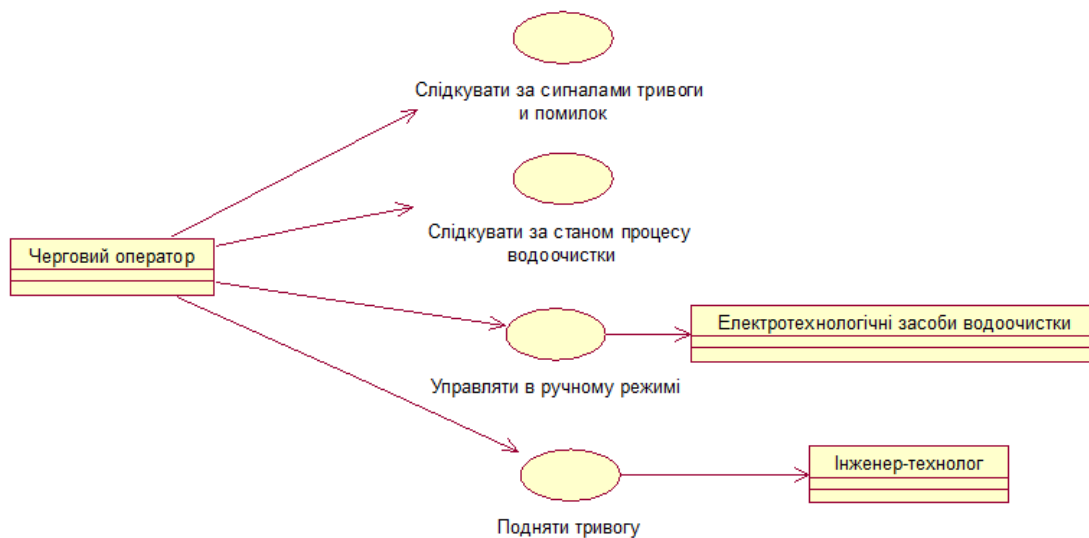 Слідкувати за сигналами тривоги
и помилок
Слідкувати за станом процесу
водоочистки
Черговий оператор
Електротехнологічні засоби водоочистки
Управляти в ручному режимі
Інженер-технолог
Подняти тривогу